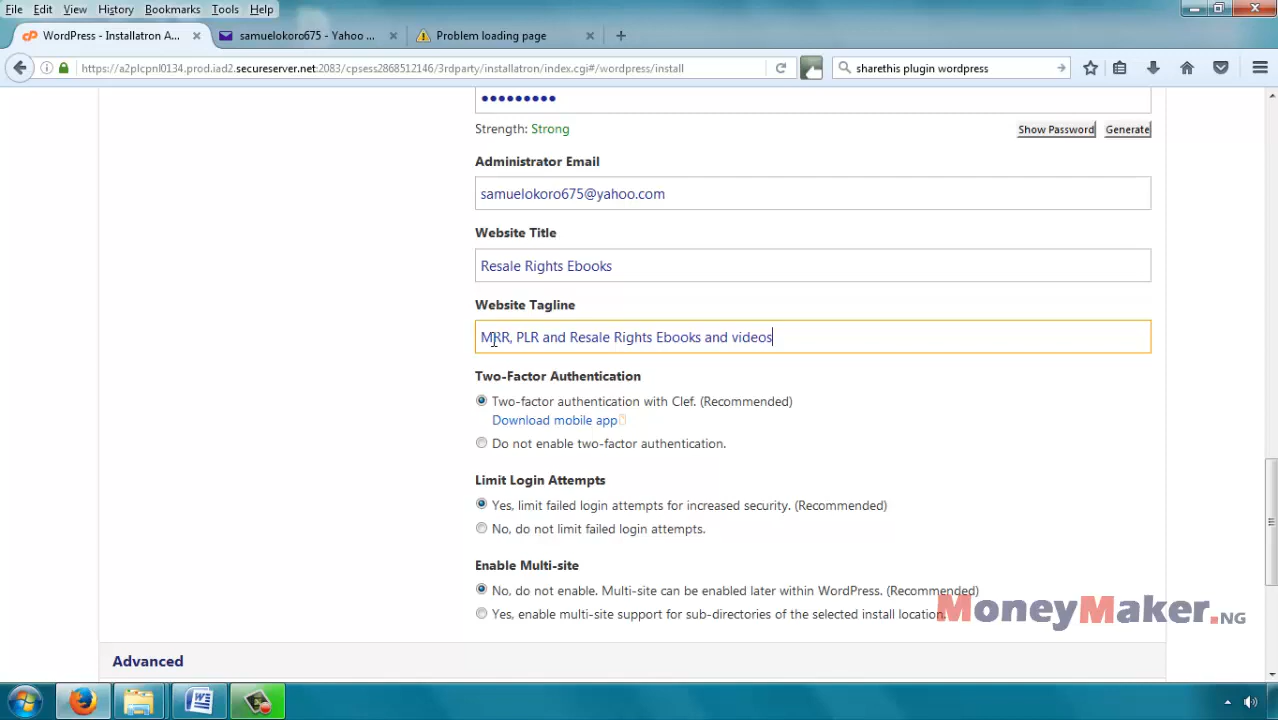 File Edit View History Bookmarks Tools Help
WordPress - Installatron A...
samuelokoro675 - Yahoo ...
Problem loading page
https://a2plcpnl0134.prod.iad2.secureserver.net:2083/cpsess2868512146/3rdparty/installatron/index.cgi#/wordpress/install
sharethis plugin wordpress
Strength: Strong
Show Password
Generate
Administrator Email
samuelokoro675@yahoo.com
Website Title
Resale Rights Ebooks
Website Tagline
MRR, PLR and Resale Rights Ebooks and videos
Two-Factor Authentication
Two-factor authentication with Clef. (Recommended)
Download mobile app
Do not enable two-factor authentication.
Limit Login Attempts
Yes, limit failed login attempts for increased security. (Recommended)
No, do not limit failed login attempts.
Enable Multi-site
No, do not enable. Multi-site can be enabled later within WordPress. (Recommended)
Yes, enable multi-site support for sub-directories of the selected install location.
MoneyMaker.NG
Advanced